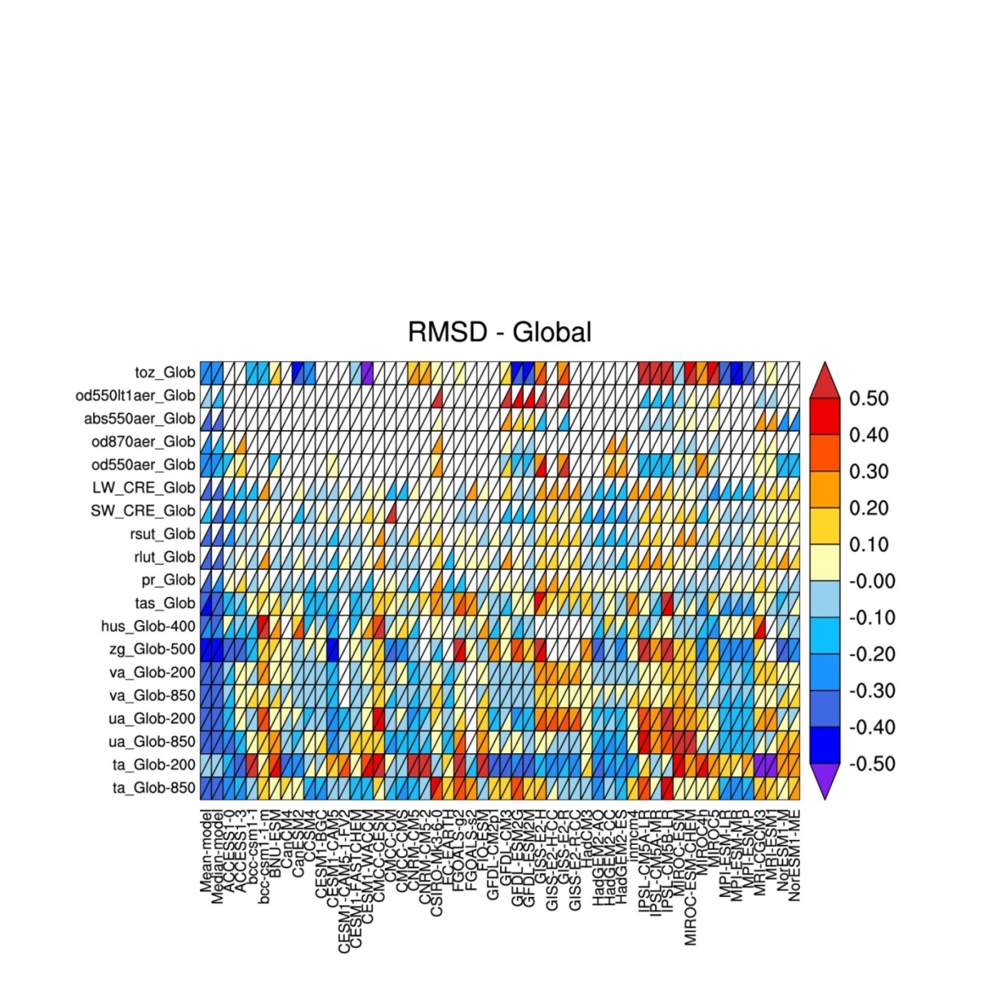 RMSD - Global
toz_Glob
od550lt1aer_Glob
abs550aer_Glob
od870aer_Glob
od550aer_Glob
LW_CRE_Glob
SW_CRE_Glob
rsut_Glob
rlut_Glob
pr_Glob
tas_Glob
hus_Glob-400
zg_Glob-500
va_Glob-200
va_Glob-850
ua_Glob-200
ua_Glob-850
ta_Glob-200
ta_Glob-850
0.50
0.40
0.30
0.20
0.10
-0.00
-0.10
-0.20
-0.30
-0.40
-0.50
Mean-model
Median-model
ACCESS1-0
ACCESS1-3
bcc-csm1-1
bcc-csm1-1-m
BNU-ESM
CanCM4
CanESM2
CCSM4
CESM1-BGC
CESM1-CAM5
CESM1-CAM5-1-FV2
CESM1-FASTCHEM
CESM1-WACCM
CMCC-CESM
CMCC-CM
CMCC-CMS
CNRM-CM5
CNRM-CM5-2
CSIRO-Mk3-6-0
EC-EARTH
FGOALS-g2
FGOALS-s2
FIO-ESM
GFDL-CM2p1
GFDL-CM3
GFDL-ESM2G
GFDL-ESM2M
GISS-E2-H
GISS-E2-H-CC
GISS-E2-R
GISS-E2-R-CC
HadCM3
HadGEM2-AO
HadGEM2-CC
HadGEM2-ES
inmcm4
IPSL-CM5A-LR
IPSL-CM5A-MR
IPSL-CM5B-LR
MIROC-ESM
MIROC-ESM-CHEM
MIROC4h
MIROC5
MPI-ESM-LR
MPI-ESM-MR
MPI-ESM-P
MRI-CGCM3
MRI-ESM1
NorESM1-M
NorESM1-ME